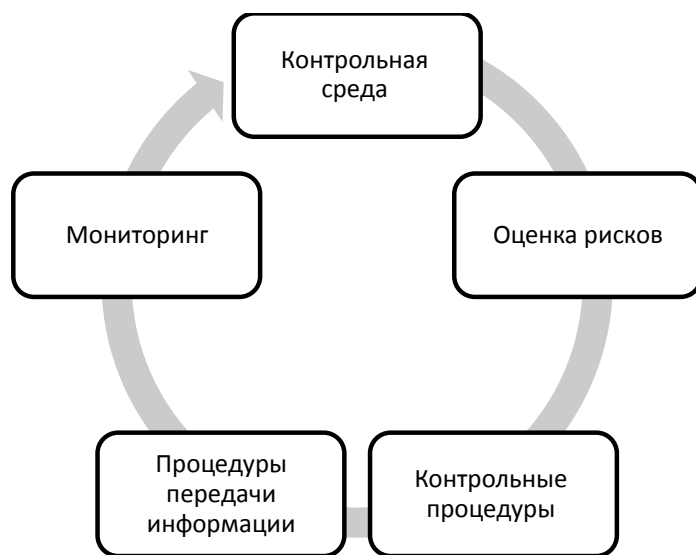 Контрольная
среда
Оценка рисков
Контрольные
процедуры
Процедуры
передачи
информации
Мониторинг